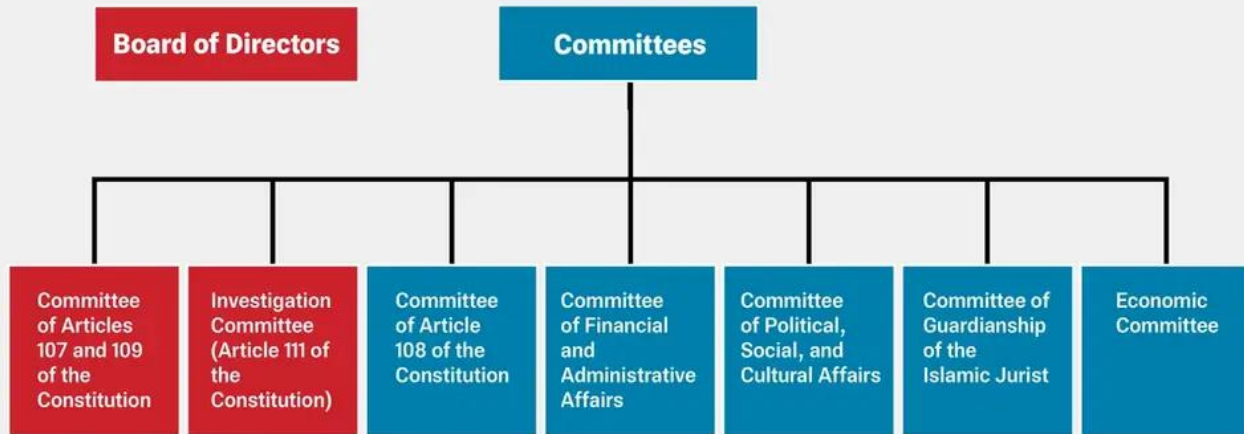 Board of Directors
Committees
Committee
of Articles
107 and 109
of the
Constitution
Investigation
Committee
(Article 111 of
the
Constitution)
Committee
of Article
108 of the
Constitution
Committee
of Financial
and
Administrative
Affairs
Committee
of Political,
Social, and
Cultural Affairs
Committee of
Guardianship
of the
Islamic Jurist
Economic
Committee